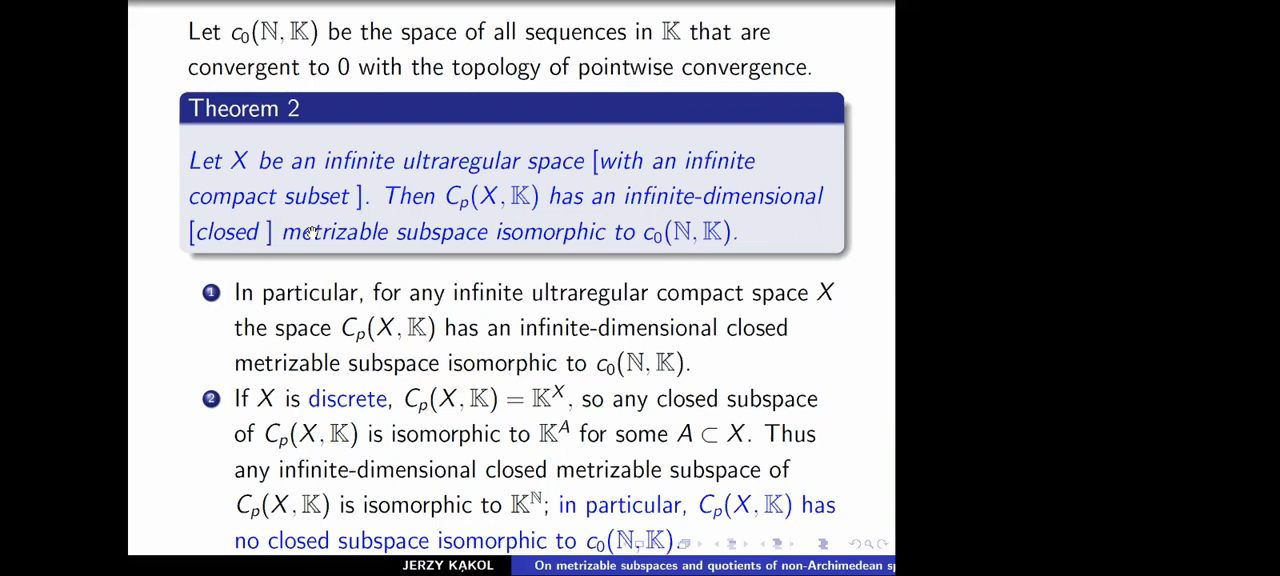 Let c₀(ℕ, 𝕂) be the space of all sequences in 𝕂 that are
convergent to 0 with the topology of pointwise convergence.
Theorem 2
Let X be an infinite ultraregular space [with an infinite
compact subset ]. Then Cₚ(X, 𝕂) has an infinite-dimensional
[closed ] metrizable subspace isomorphic to c₀(ℕ, 𝕂).
1 In particular, for any infinite ultraregular compact space X
the space Cₚ(X, 𝕂) has an infinite-dimensional closed
metrizable subspace isomorphic to c₀(ℕ, 𝕂).
2 If X is discrete, Cₚ(X, 𝕂) = 𝕂ˣ, so any closed subspace
of Cₚ(X, 𝕂) is isomorphic to 𝕂ᴬ for some A ⊂ X. Thus
any infinite-dimensional closed metrizable subspace of
Cₚ(X, 𝕂) is isomorphic to 𝕂^ℕ; in particular, Cₚ(X, 𝕂) has
no closed subspace isomorphic to c₀(ℕ, 𝕂).
JERZY KĄKOL On metrizable subspaces and quotients of non-Archimedean